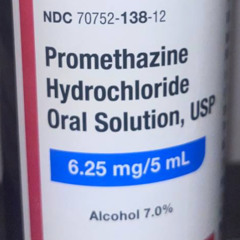 NDC 70752-138-12
Promethazine
Hydrochloride
Oral Solution, USP
6.25 mg/5 mL
Alcohol 7.0%